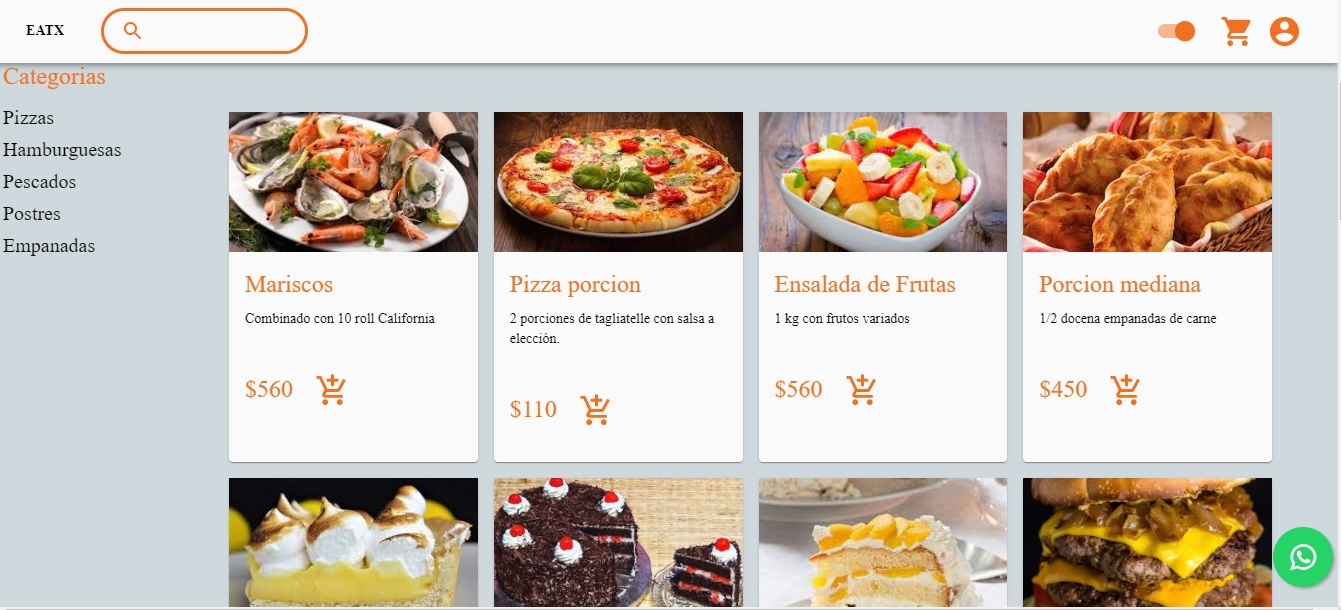 EATX
Categorias
Pizzas
Hamburguesas
Pescados
Postres
Empanadas
Mariscos
Combinado con 10 roll California
$560
Pizza porcion
2 porciones de tagliatelle con salsa a
elección.
$110
Ensalada de Frutas
1 kg con frutos variados
$560
Porcion mediana
1/2 docena empanadas de carne
$450